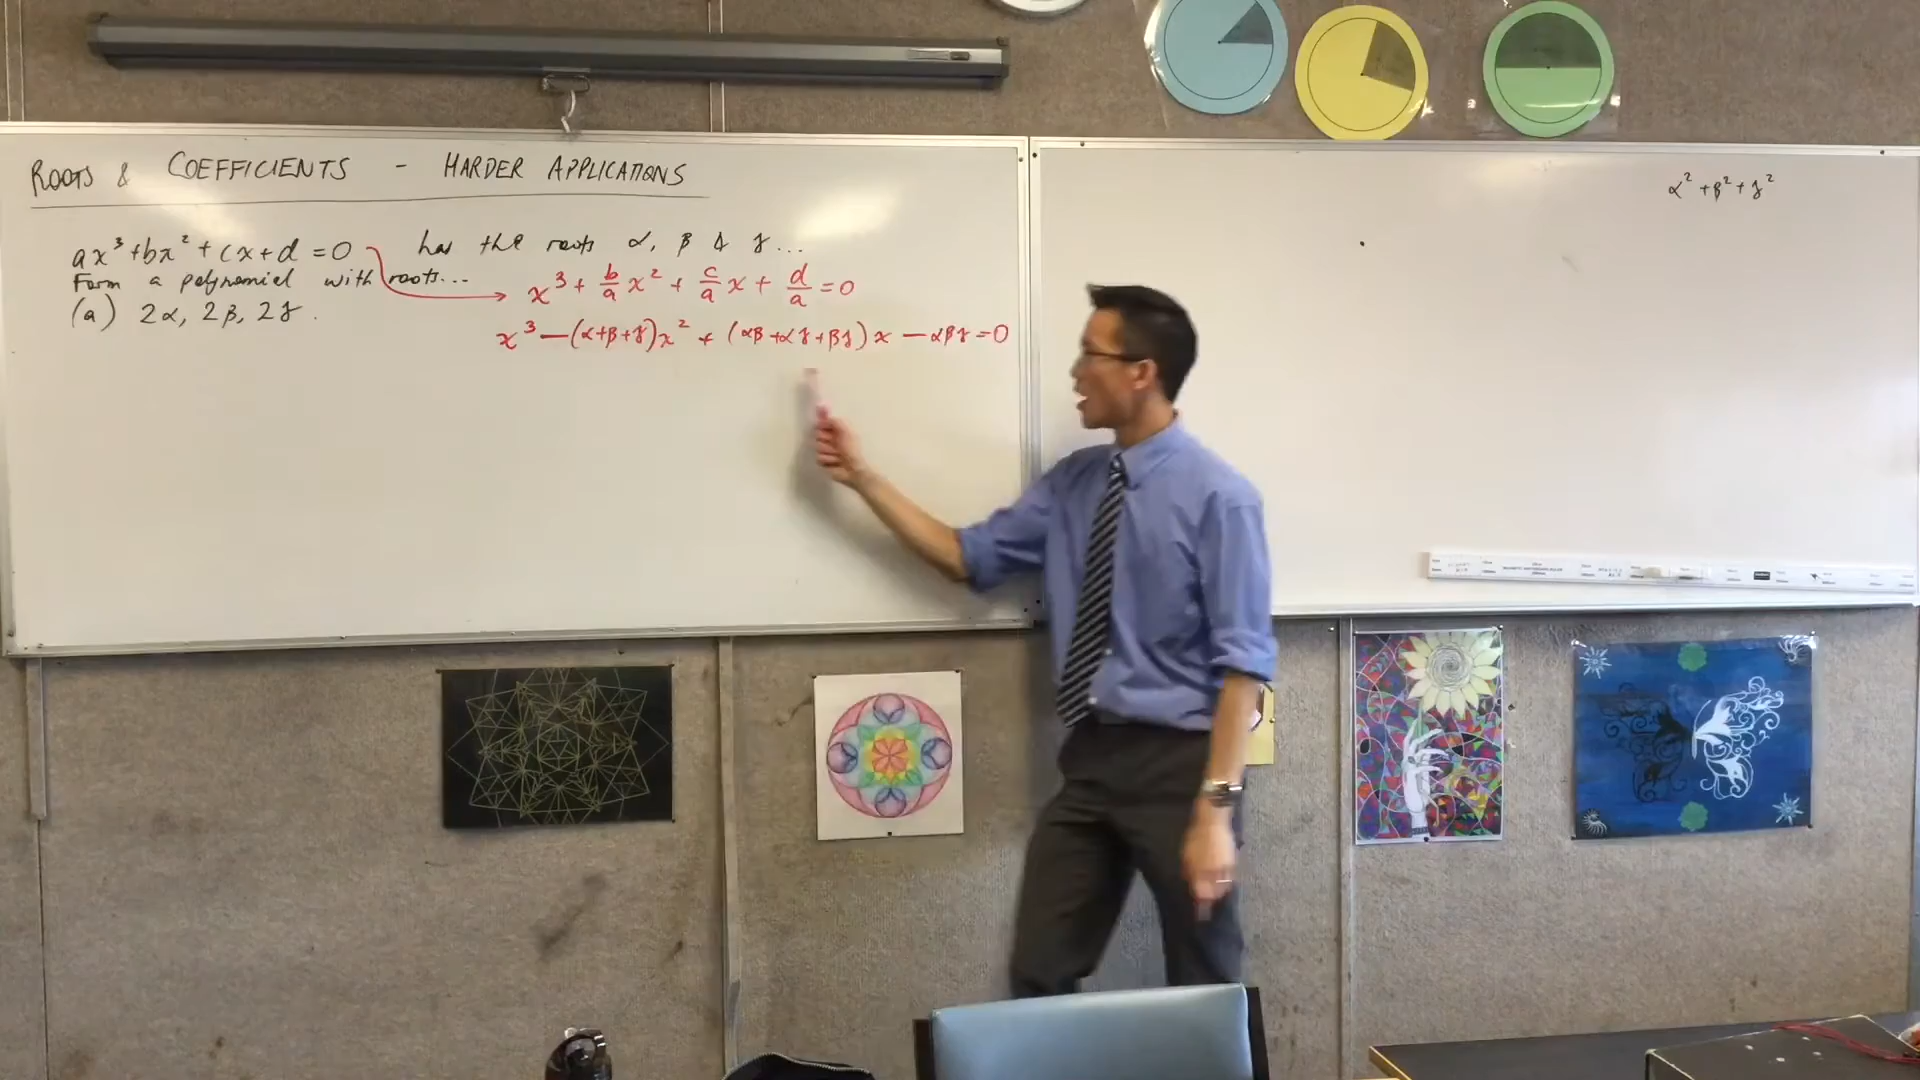 ROOTS & COEFFICIENTS - HARDER APPLICATIONS
ax³+bx²+cx+d=0 has the roots α, β & γ...
Form a polynomial with roots...
x³+b/a x²+c/a x+d/a=0
(a) 2α, 2β, 2γ.
x³-(α+β+γ)x²+(αβ+αγ+βγ)x-αβγ=0
α²+β²+γ²